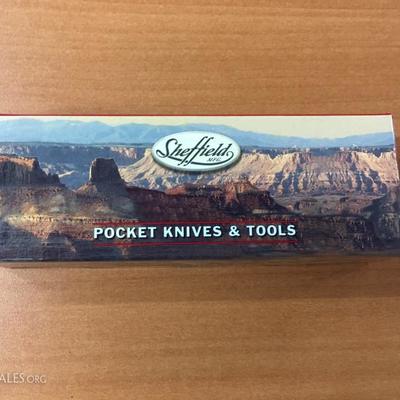 Sheffield
MFG.
POCKET KNIVES & TOOLS
ALES.ORG